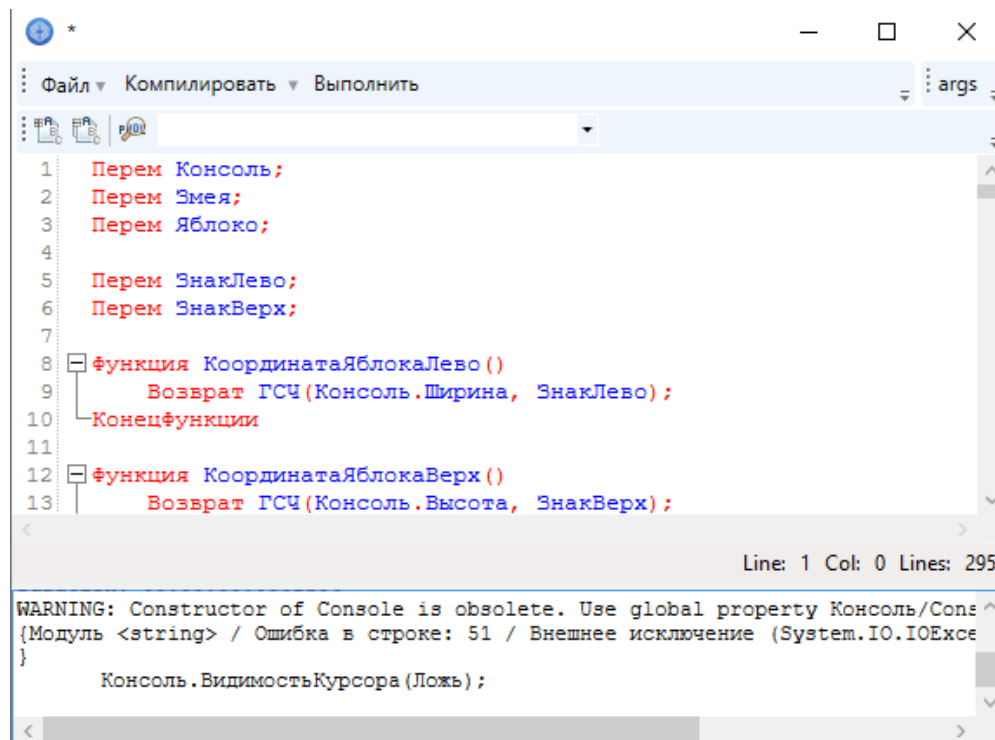 *
Файл Компилировать Выполнить args
1 Перем Консоль;
2 Перем Змея;
3 Перем Яблоко;
4
5 Перем ЗнакЛево;
6 Перем ЗнакВерх;
7
8 Функция КоординатаЯблокаЛево()
9 Возврат ГСЧ(Консоль.Ширина, ЗнакЛево);
10 КонецФункции
11
12 Функция КоординатаЯблокаВерх()
13 Возврат ГСЧ(Консоль.Высота, ЗнакВерх);
Line: 1 Col: 0 Lines: 295
WARNING: Constructor of Console is obsolete. Use global property Консоль/Cons
{Модуль <string> / Ошибка в строке: 51 / Внешнее исключение (System.IO.IOExce
}
Консоль.ВидимостьКурсора(Ложь);